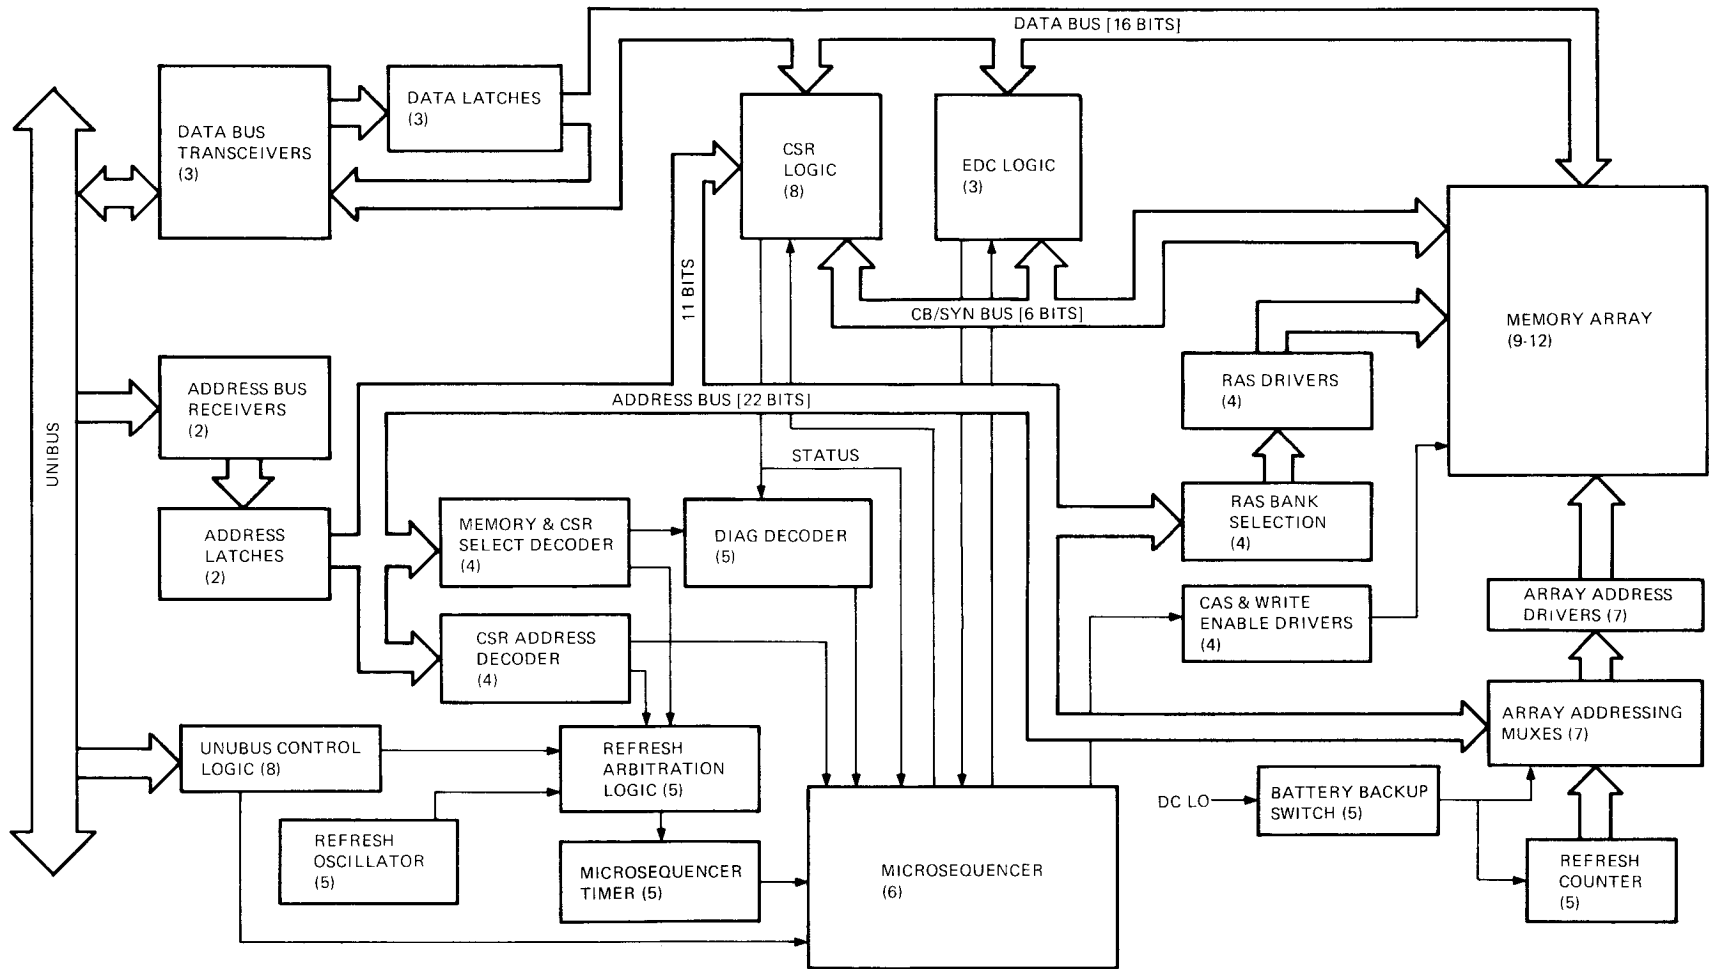 DATA BUS [16 BITS]
DATA BUS
TRANSCEIVERS
(3)
DATA LATCHES
(3)
CSR
LOGIC
(8)
EDC LOGIC
(3)
MEMORY ARRAY
(9-12)
UNIBUS
11 BITS
CB/SYN BUS [6 BITS]
ADDRESS BUS
RECEIVERS
(2)
ADDRESS BUS [22 BITS]
RAS DRIVERS
(4)
STATUS
ADDRESS
LATCHES
(2)
MEMORY & CSR
SELECT DECODER
(4)
DIAG DECODER
(5)
RAS BANK
SELECTION
(4)
CSR ADDRESS
DECODER
(4)
CAS & WRITE
ENABLE DRIVERS
(4)
ARRAY ADDRESS
DRIVERS (7)
UNUBUS CONTROL
LOGIC (8)
REFRESH
ARBITRATION
LOGIC (5)
ARRAY ADDRESSING
MUXES (7)
DC LO
BATTERY BACKUP
SWITCH (5)
REFRESH
OSCILLATOR
(5)
MICROSEQUENCER
TIMER (5)
MICROSEQUENCER
(6)
REFRESH
COUNTER
(5)